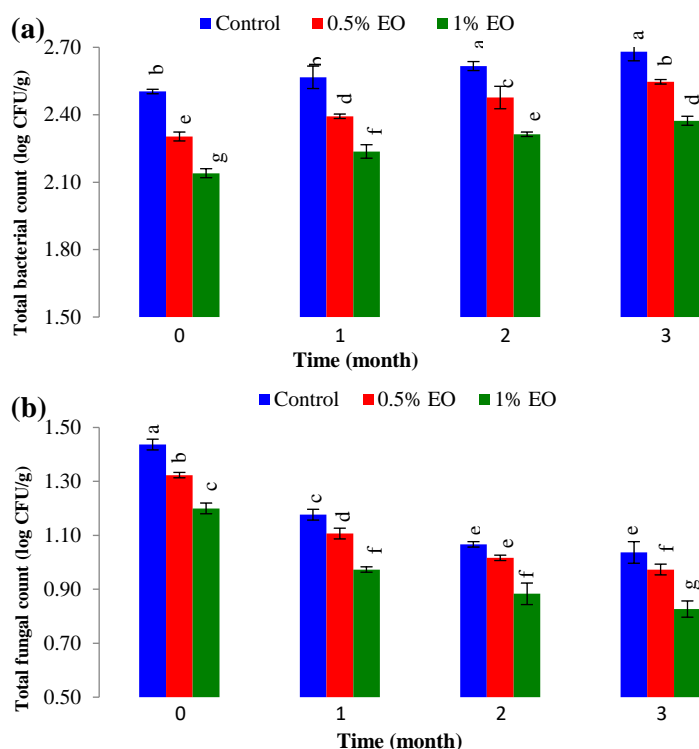 (a)
Control 0.5% EO 1% EO
Total bacterial count (log CFU/g)
2.70
2.40
2.10
1.80
1.50
b e g b d f a c e a b d
0 1 2 3
Time (month)
(b)
Control 0.5% EO 1% EO
Total fungal count (log CFU/g)
1.50
1.30
1.10
0.90
0.70
0.50
a b c c d f e e f e f g
0 1 2 3
Time (month)